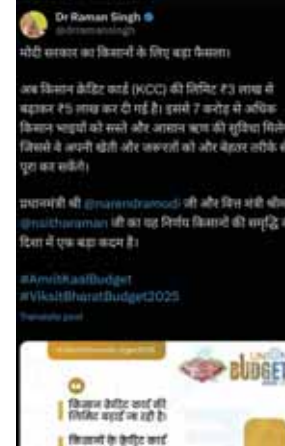 Dr Raman Singh
@drramansingh
मोदी सरकार का किसानों के लिए बड़ा फैसला।
अब किसान क्रेडिट कार्ड (KCC) की लिमिट ₹3 लाख से
बढ़ाकर ₹5 लाख कर दी गई है। इससे 7 करोड़ से अधिक
किसान भाइयों को सस्ते और आसान ऋण की सुविधा मिले
जिससे वे अपनी खेती और जरूरतों को और बेहतर तरीके से
पूरा कर सकेंगे।
प्रधानमंत्री श्री @narendramodi जी और वित्त मंत्री श्रीम
@nsitharaman जी का यह निर्णय किसानों की समृद्धि
दिशा में एक बड़ा कदम है।
#AmritKaalBudget
#ViksitBharatBudget2025
Translate post
UNION
BUDGET
किसान क्रेडिट कार्ड की
लिमिट बढ़ाई जा रही है।
किसानों के क्रेडिट कार्ड